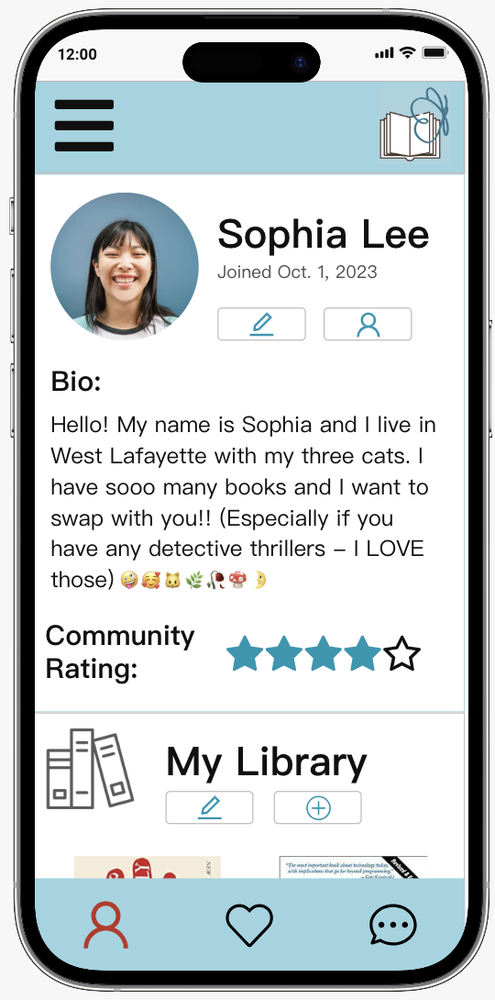 12:00
Sophia Lee
Joined Oct. 1, 2023
Bio:
Hello! My name is Sophia and I live in
West Lafayette with my three cats. I
have sooo many books and I want to
swap with you!! (Especially if you
have any detective thrillers – I LOVE
those) 🤪🥰🐱🌿🥀🍄🌛
Community
Rating:
My Library
NEW
"The most important book about technology today,
with implications that go far beyond programming."
—Guy Kawasaki
Revised &